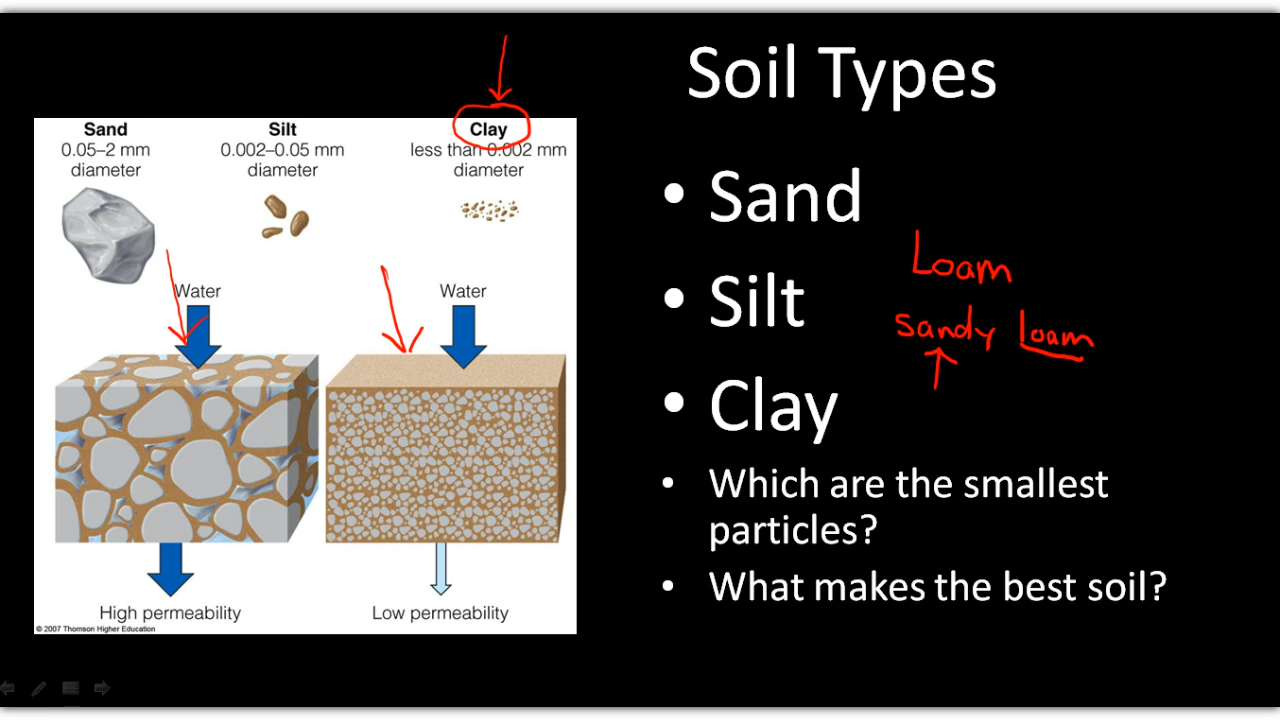 Soil Types
Sand
0.05–2 mm
diameter
Silt
0.002–0.05 mm
diameter
Clay
less than 0.002 mm
diameter
Water
Water
High permeability
Low permeability
© 2007 Thomson Higher Education
• Sand
Loam
• Silt
sandy loam
• Clay
• Which are the smallest
particles?
• What makes the best soil?